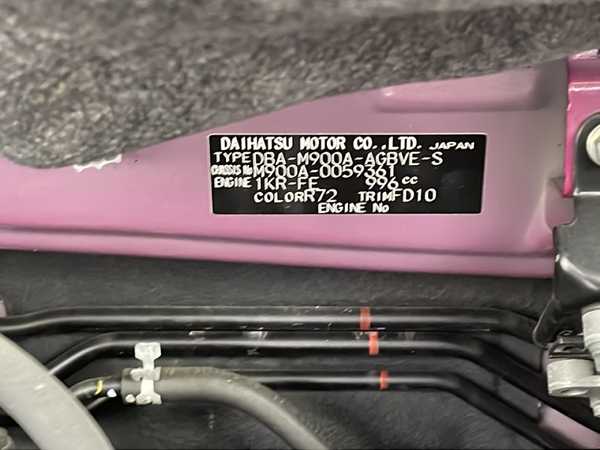 DAIHATSU MOTOR CO.,LTD. JAPAN
TYPE DBA-M900A-AGBVE-S
CHASSIS No M900A-0059361
ENGINE 1KR-FE 996cc
COLOR R72 TRIM FD10
ENGINE No